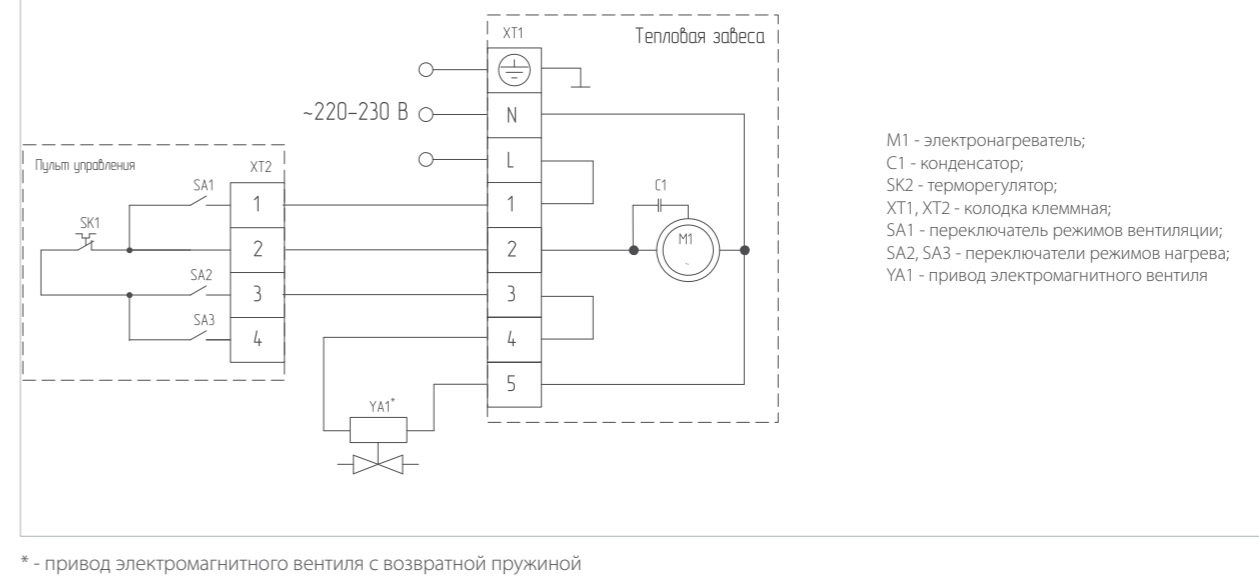 XT1
Тепловая завеса
~220-230 В
N
L
1
2
3
4
5
C1
M1
~
Пульт управления
XT2
SA1
1
SK1
2
SA2
3
SA3
4
YA1*
M1 - электронагреватель;
C1 - конденсатор;
SK2 - терморегулятор;
XT1, XT2 - колодка клеммная;
SA1 - переключатель режимов вентиляции;
SA2, SA3 - переключатели режимов нагрева;
YA1 - привод электромагнитного вентиля
* - привод электромагнитного вентиля с возвратной пружиной